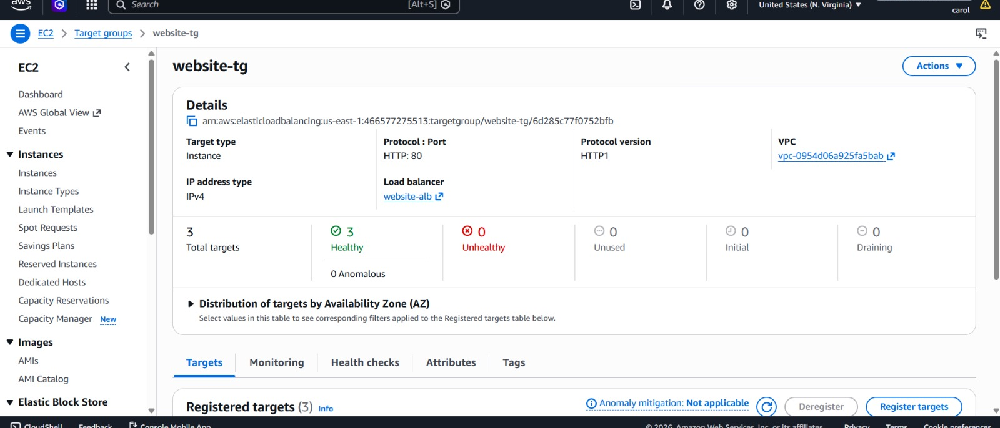 aws
Search [Alt+S] United States (N. Virginia) ▼
carol
EC2 > Target groups > website-tg
EC2
Dashboard
AWS Global View
Events
▼ Instances
Instances
Instance Types
Launch Templates
Spot Requests
Savings Plans
Reserved Instances
Dedicated Hosts
Capacity Reservations
Capacity Manager New
▼ Images
AMIs
AMI Catalog
▼ Elastic Block Store
website-tg
Actions ▼
Details
arn:aws:elasticloadbalancing:us-east-1:466577275513:targetgroup/website-tg/6d285c77f0752bfb
Target type
Instance
Protocol : Port
HTTP: 80
Protocol version
HTTP1
VPC
vpc-0954d06a925fa5bab
IP address type
IPv4
Load balancer
website-alb
3
Total targets
3
Healthy
0 Anomalous
0
Unhealthy
0
Unused
0
Initial
0
Draining
▶ Distribution of targets by Availability Zone (AZ)
Select values in this table to see corresponding filters applied to the Registered targets table below.
Targets Monitoring Health checks Attributes Tags
Registered targets (3) Info
Anomaly mitigation: Not applicable
Deregister
Register targets
CloudShell Feedback Console Mobile App © 2026, Amazon Web Services, Inc. or its affiliates. Privacy Terms Cookie preferences